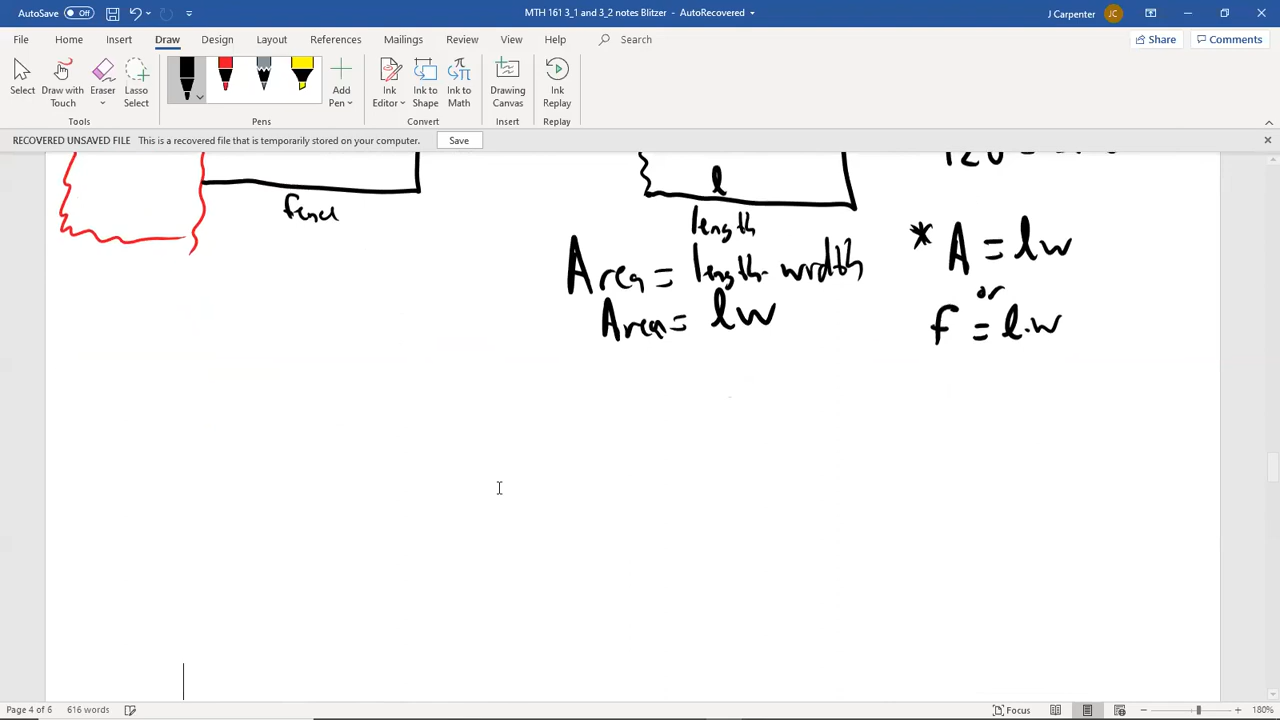 AutoSave Off
MTH 161 3_1 and 3_2 notes Blitzer - AutoRecovered
J Carpenter JC
File Home Insert Draw Design Layout References Mailings Review View Help Search Share Comments
Select Draw with Touch Eraser Lasso Select Add Pen Ink Editor Ink to Shape Ink to Math Drawing Canvas Ink Replay
Tools Pens Convert Insert Replay
RECOVERED UNSAVED FILE This is a recovered file that is temporarily stored on your computer. Save
l
fence
length
Area = length · width
Area = lw
* A = lw
or
f = l·w
Page 4 of 6 616 words Focus 180%